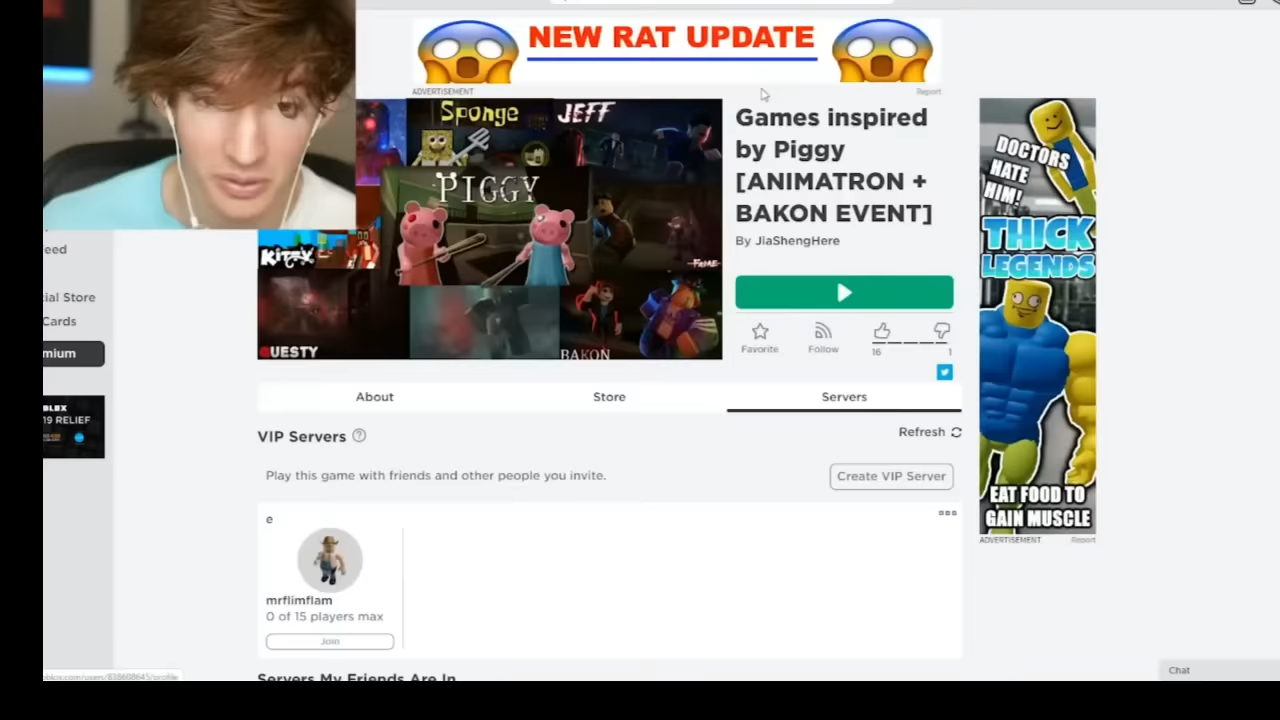 NEW RAT UPDATE
ADVERTISEMENT
Report
Sponge
JEFF
PIGGY
KITTY
GUESTY
BAKON
Games inspired
by Piggy
[ANIMATRON +
BAKON EVENT]
By JiaShengHere
Favorite
Follow
16
1
DOCTORS
HATE
HIM!
THICK
LEGENDS
EAT FOOD TO
GAIN MUSCLE
ADVERTISEMENT
Report
eed
ial Store
Cards
mium
BLOX
19 RELIEF
About
Store
Servers
VIP Servers
Refresh
Play this game with friends and other people you invite.
Create VIP Server
e
mrflimflam
0 of 15 players max
Join
Servers My Friends Are In
Chat